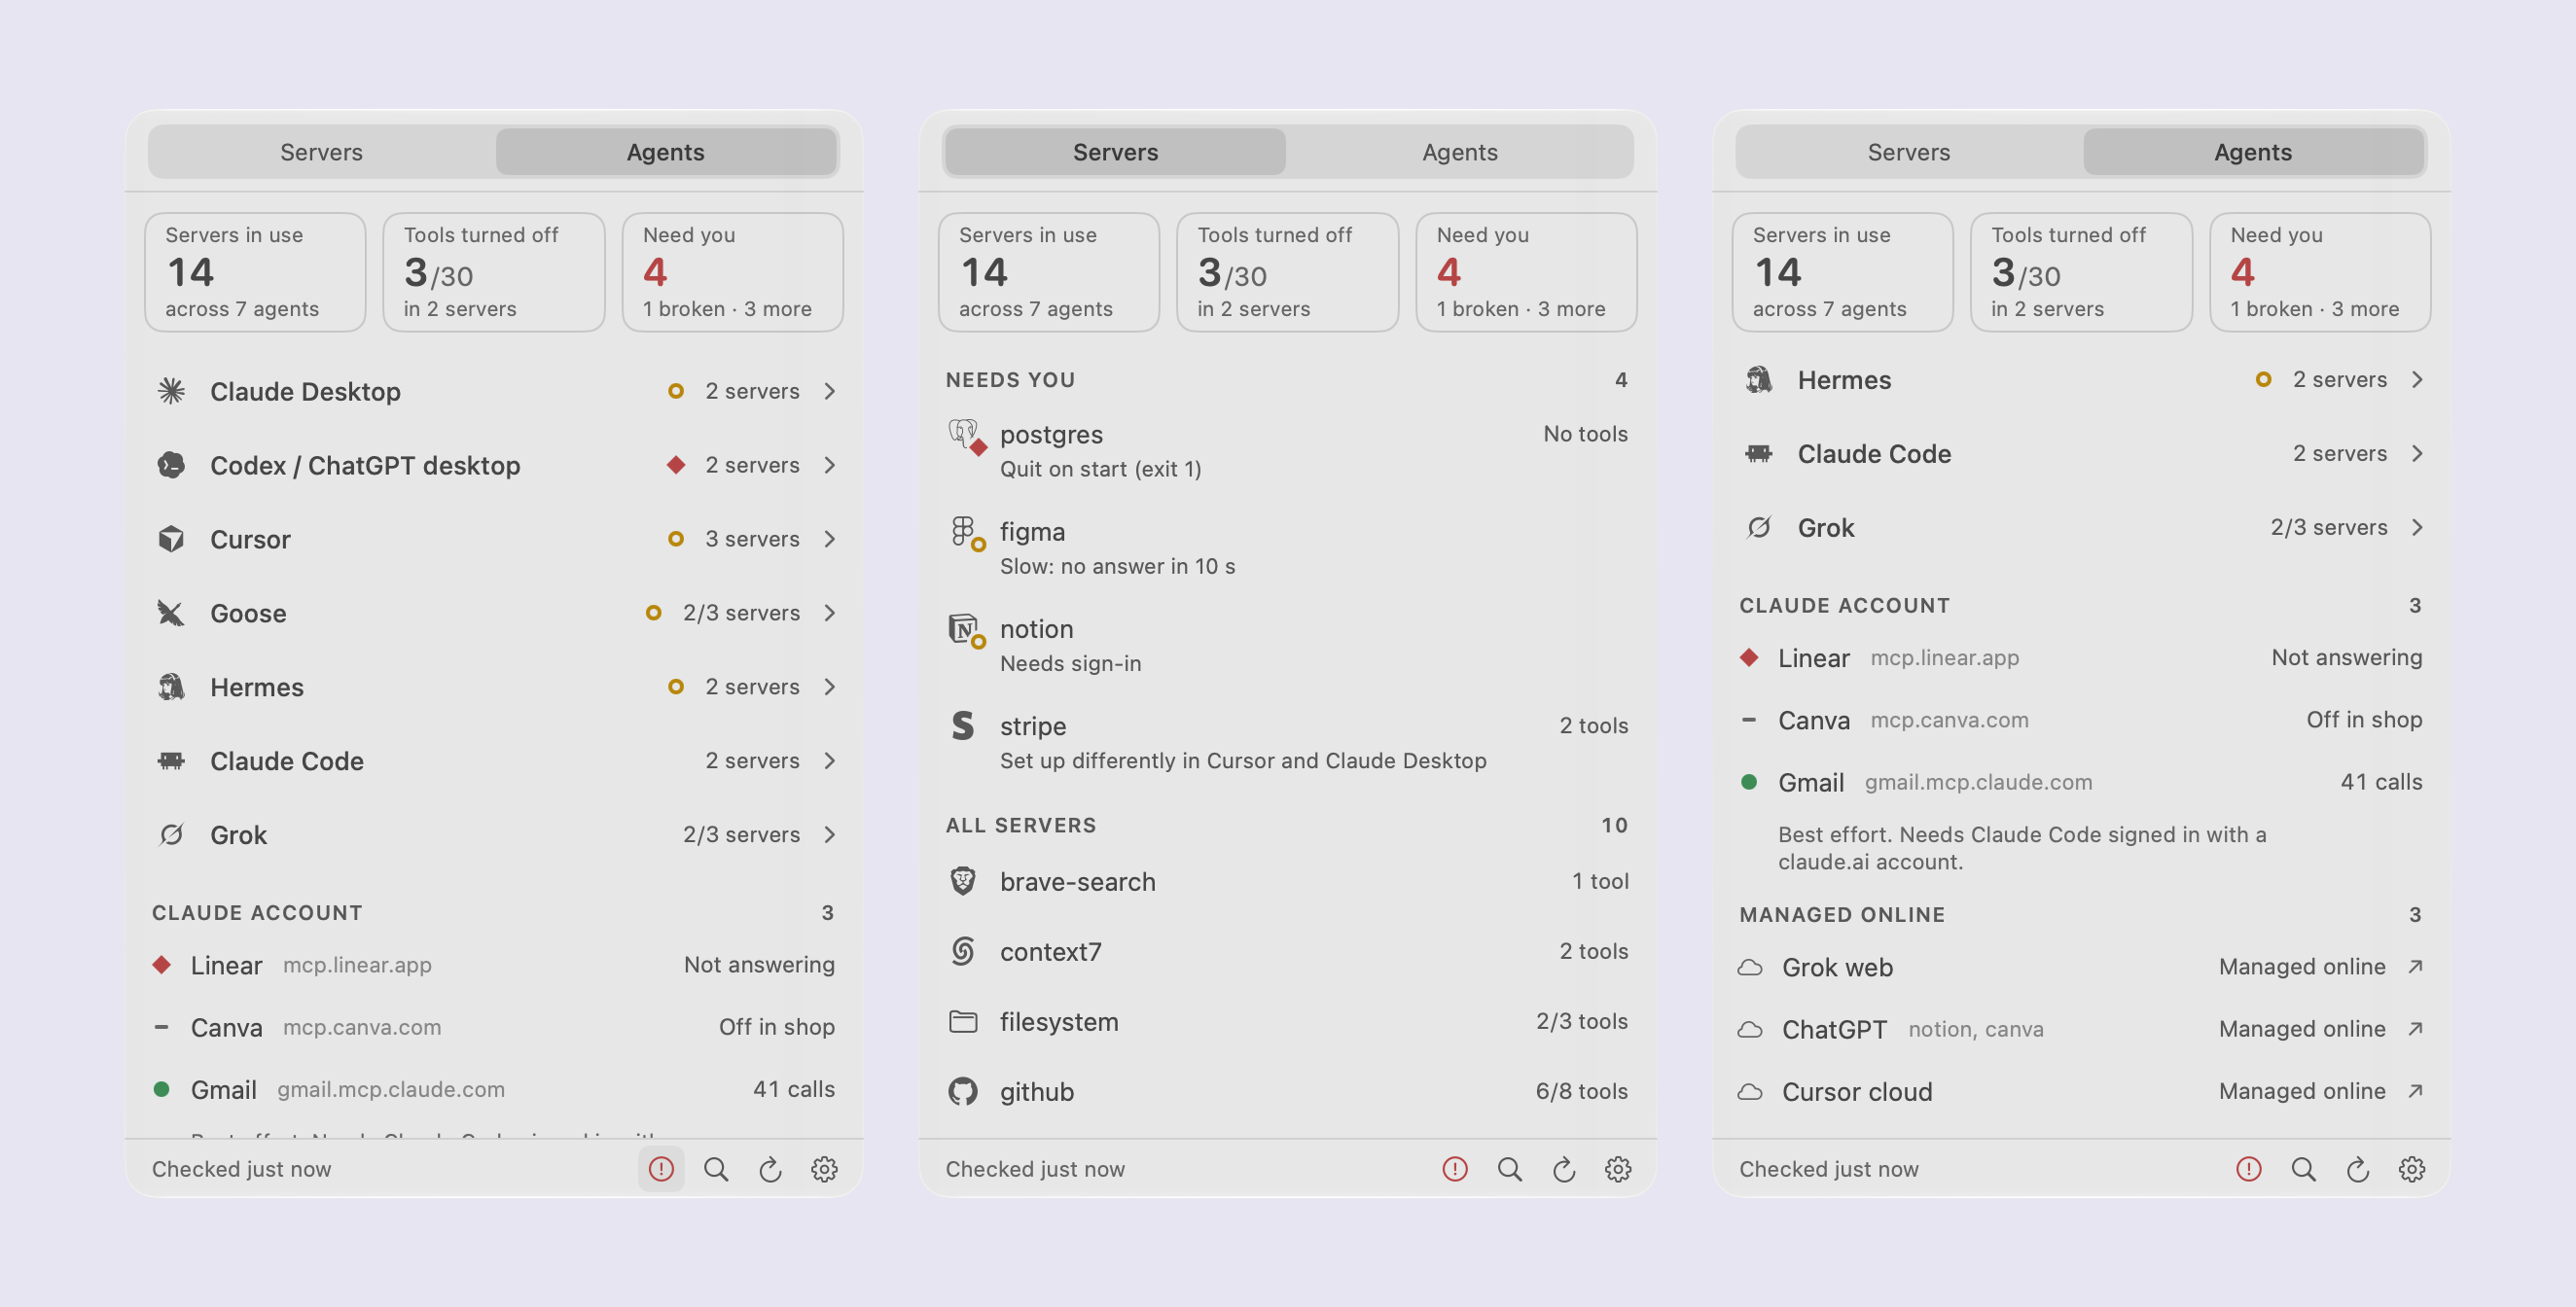 Servers Agents
Servers in use
14
across 7 agents
Tools turned off
3/30
in 2 servers
Need you
4
1 broken · 3 more
Claude Desktop 2 servers
Codex / ChatGPT desktop 2 servers
Cursor 3 servers
Goose 2/3 servers
Hermes 2 servers
Claude Code 2 servers
Grok 2/3 servers
CLAUDE ACCOUNT 3
Linear mcp.linear.app Not answering
Canva mcp.canva.com Off in shop
Gmail gmail.mcp.claude.com 41 calls
Checked just now
Servers Agents
Servers in use
14
across 7 agents
Tools turned off
3/30
in 2 servers
Need you
4
1 broken · 3 more
NEEDS YOU 4
postgres No tools
Quit on start (exit 1)
figma
Slow: no answer in 10 s
notion
Needs sign-in
stripe 2 tools
Set up differently in Cursor and Claude Desktop
ALL SERVERS 10
brave-search 1 tool
context7 2 tools
filesystem 2/3 tools
github 6/8 tools
Checked just now
Servers Agents
Servers in use
14
across 7 agents
Tools turned off
3/30
in 2 servers
Need you
4
1 broken · 3 more
Hermes 2 servers
Claude Code 2 servers
Grok 2/3 servers
CLAUDE ACCOUNT 3
Linear mcp.linear.app Not answering
Canva mcp.canva.com Off in shop
Gmail gmail.mcp.claude.com 41 calls
Best effort. Needs Claude Code signed in with a
claude.ai account.
MANAGED ONLINE 3
Grok web Managed online
ChatGPT notion, canva Managed online
Cursor cloud Managed online
Checked just now